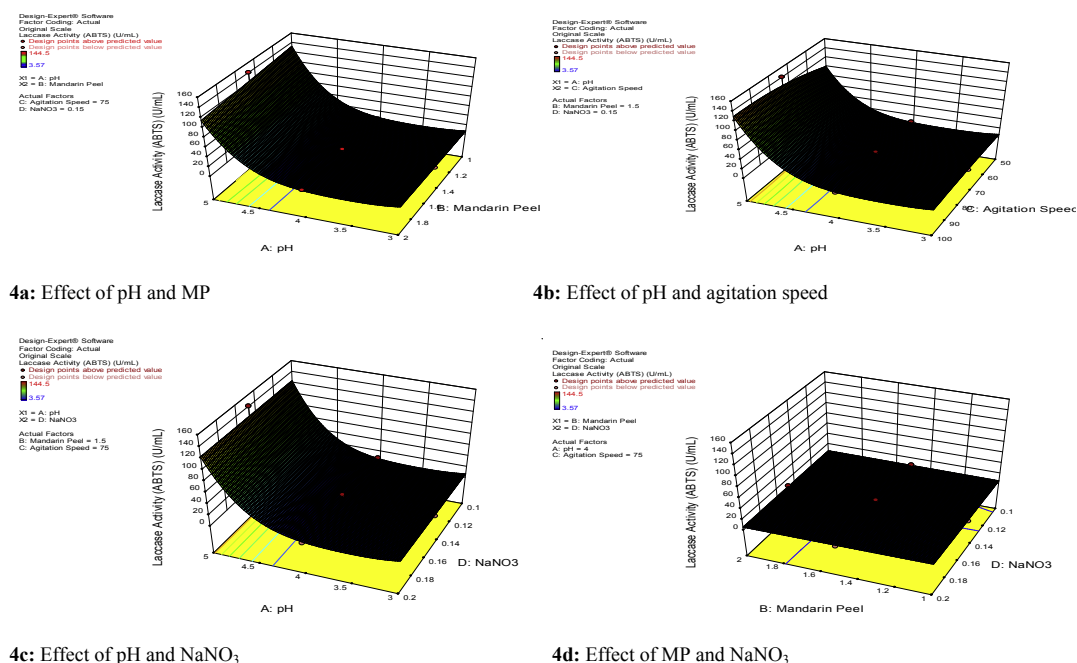 Design-Expert® Software
Factor Coding: Actual
Original Scale
Laccase Activity (ABTS) (U/mL)
Design points above predicted value
Design points below predicted value
144.5
3.57
X1 = A: pH
X2 = B: Mandarin Peel
Actual Factors
C: Agitation Speed = 75
D: NaNO3 = 0.15
Laccase Activity (ABTS) (U/mL)
160
140
120
100
80
60
40
20
0
5
4.5
4
3.5
3
2
1.8
1.4
1.2
1
A: pH
B: Mandarin Peel
4a: Effect of pH and MP
Design-Expert® Software
Factor Coding: Actual
Original Scale
Laccase Activity (ABTS) (U/mL)
Design points above predicted value
Design points below predicted value
144.5
3.57
X1 = A: pH
X2 = C: Agitation Speed
Actual Factors
B: Mandarin Peel = 1.5
D: NaNO3 = 0.15
Laccase Activity (ABTS) (U/mL)
160
140
120
100
80
60
40
20
0
5
4.5
4
3.5
3
100
90
70
60
50
A: pH
C: Agitation Speed
4b: Effect of pH and agitation speed
Design-Expert® Software
Factor Coding: Actual
Original Scale
Laccase Activity (ABTS) (U/mL)
Design points above predicted value
Design points below predicted value
144.5
3.57
X1 = A: pH
X2 = D: NaNO3
Actual Factors
B: Mandarin Peel = 1.5
C: Agitation Speed = 75
Laccase Activity (ABTS) (U/mL)
160
140
120
100
80
60
40
20
0
5
4.5
4
3.5
3
0.2
0.18
0.16
0.14
0.12
0.1
A: pH
D: NaNO3
4c: Effect of pH and NaNO₃
Design-Expert® Software
Factor Coding: Actual
Original Scale
Laccase Activity (ABTS) (U/mL)
Design points above predicted value
Design points below predicted value
144.5
3.57
X1 = B: Mandarin Peel
X2 = D: NaNO3
Actual Factors
A: pH = 4
C: Agitation Speed = 75
Laccase Activity (ABTS) (U/mL)
160
140
120
100
80
60
40
20
0
2
1.8
1.6
1.4
1.2
1
0.2
0.18
0.16
0.14
0.12
0.1
B: Mandarin Peel
D: NaNO3
4d: Effect of MP and NaNO₃